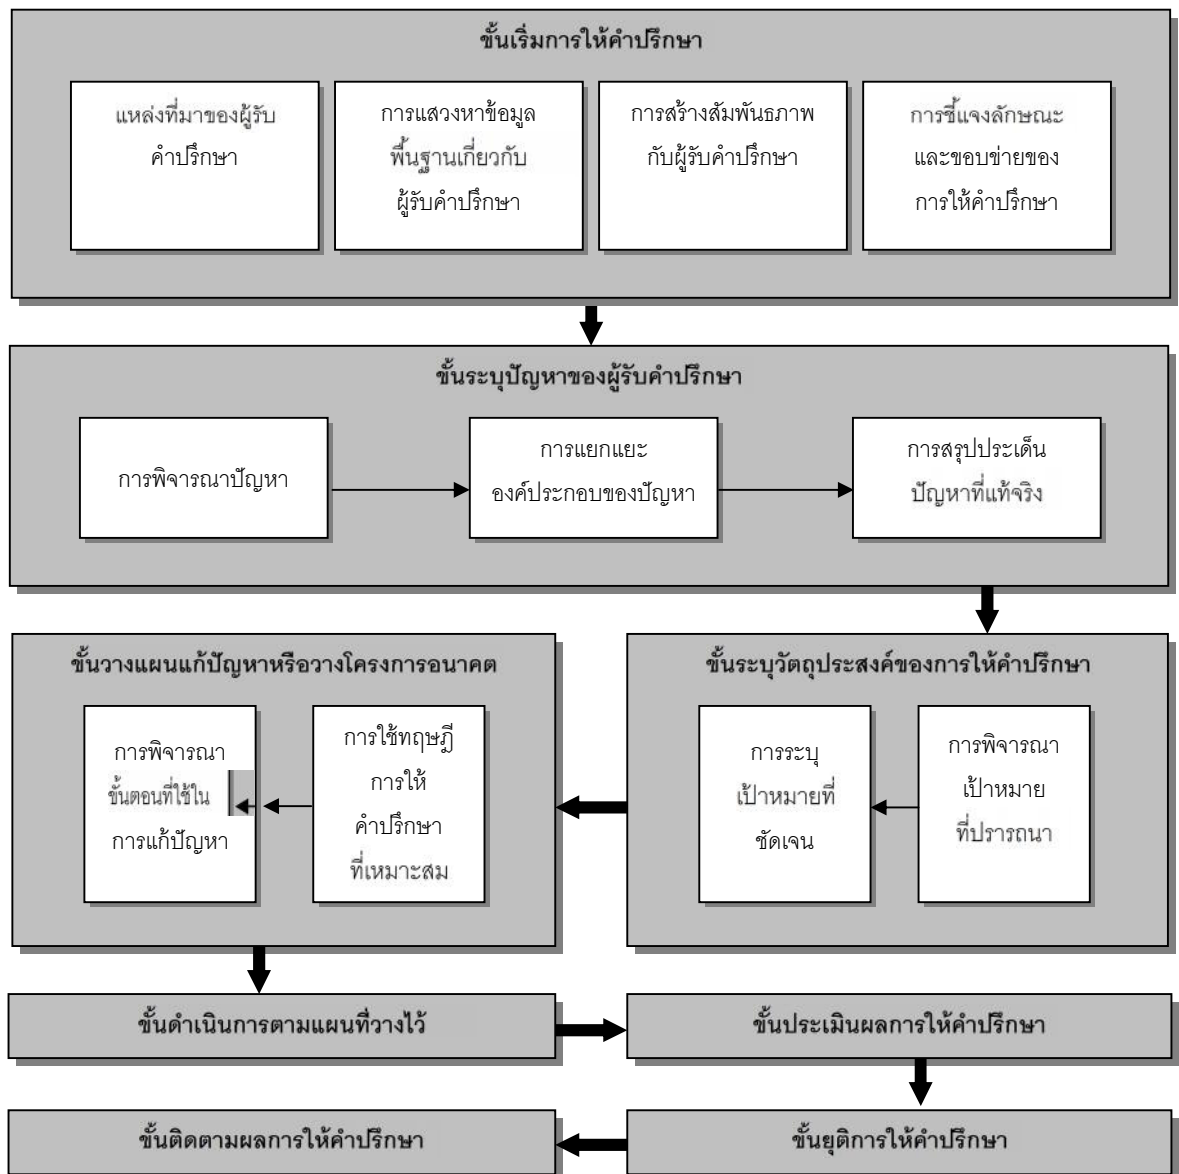 ขั้นเริ่มการให้คำปรึกษา
แหล่งที่มาของผู้รับ
คำปรึกษา
การแสวงหาข้อมูล
พื้นฐานเกี่ยวกับ
ผู้รับคำปรึกษา
การสร้างสัมพันธภาพ
กับผู้รับคำปรึกษา
การชี้แจงลักษณะ
และขอบข่ายของ
การให้คำปรึกษา
ขั้นระบุปัญหาของผู้รับคำปรึกษา
การพิจารณาปัญหา
การแยกแยะ
องค์ประกอบของปัญหา
การสรุปประเด็น
ปัญหาที่แท้จริง
ขั้นระบุวัตถุประสงค์ของการให้คำปรึกษา
การพิจารณา
เป้าหมาย
ที่ปรารถนา
การระบุ
เป้าหมายที่
ชัดเจน
ขั้นวางแผนแก้ปัญหาหรือวางโครงการอนาคต
การใช้ทฤษฎี
การให้
คำปรึกษา
ที่เหมาะสม
การพิจารณา
ขั้นตอนที่ใช้ใน
การแก้ปัญหา
ขั้นดำเนินการตามแผนที่วางไว้
ขั้นประเมินผลการให้คำปรึกษา
ขั้นยุติการให้คำปรึกษา
ขั้นติดตามผลการให้คำปรึกษา